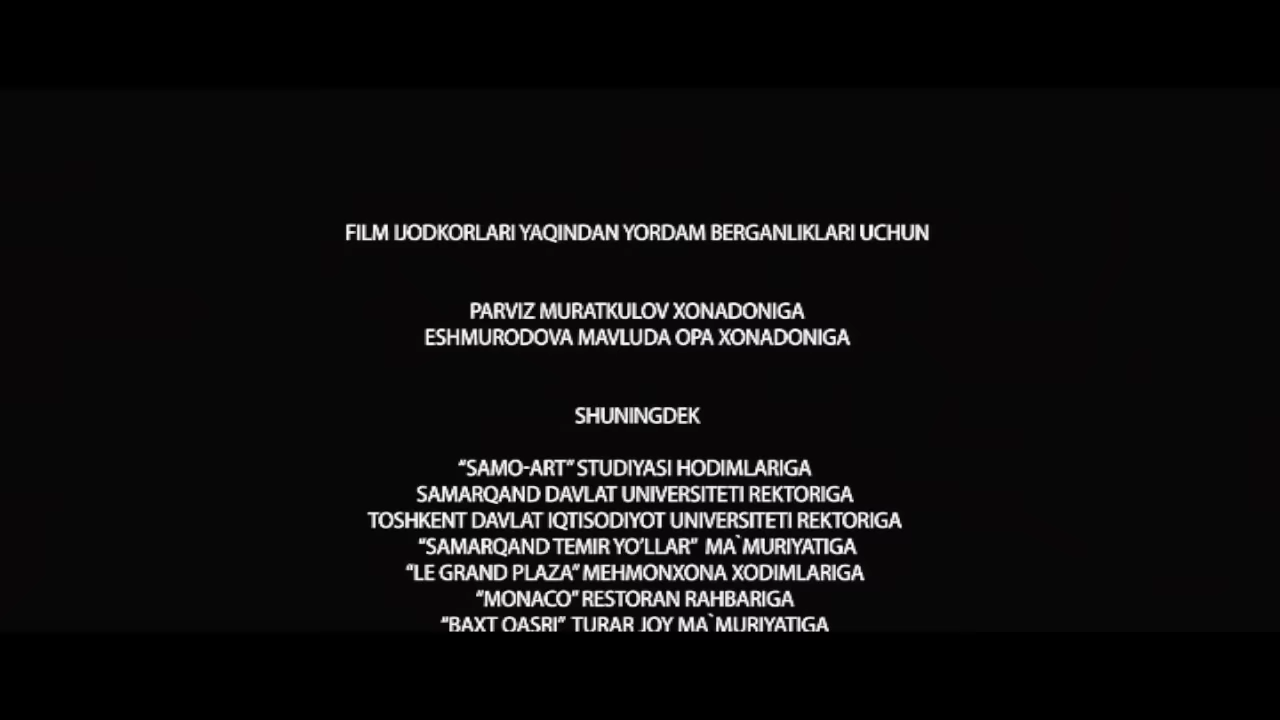 FILM IJODKORLARI YAQINDAN YORDAM BERGANLIKLARI UCHUN
PARVIZ MURATKULOV XONADONIGA
ESHMURODOVA MAVLUDA OPA XONADONIGA
SHUNINGDEK
“SAMO-ART” STUDIYASI HODIMLARIGA
SAMARQAND DAVLAT UNIVERSITETI REKTORIGA
TOSHKENT DAVLAT IQTISODIYOT UNIVERSITETI REKTORIGA
“SAMARQAND TEMIR YO’LLAR” MA`MURIYATIGA
“LE GRAND PLAZA” MEHMONXONA XODIMLARIGA
“MONACO” RESTORAN RAHBARIGA
“BAXT QASRI” TURAR JOY MA`MURIYATIGA